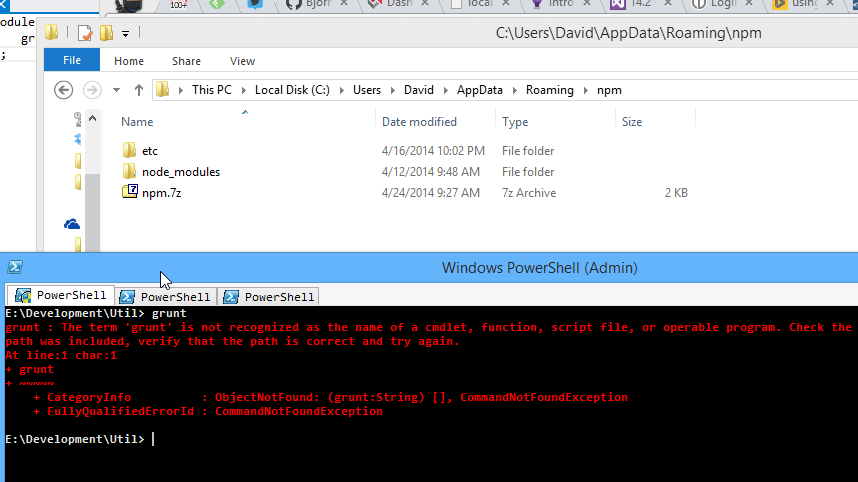 100+
Bjorn
Dash
local
Intro
14.2
Login
using
odule
C:\Users\David\AppData\Roaming\npm
gr
;
File Home Share View
This PC Local Disk (C:) Users David AppData Roaming npm
Name Date modified Type Size
etc 4/16/2014 10:02 PM File folder
node_modules 4/12/2014 9:48 AM File folder
npm.7z 4/24/2014 9:27 AM 7z Archive 2 KB
Windows PowerShell (Admin)
PowerShell PowerShell PowerShell
E:\Development\Util> grunt
grunt : The term 'grunt' is not recognized as the name of a cmdlet, function, script file, or operable program. Check the
path was included, verify that the path is correct and try again.
At line:1 char:1
+ grunt
+ ~~~~~
+ CategoryInfo : ObjectNotFound: (grunt:String) [], CommandNotFoundException
+ FullyQualifiedErrorId : CommandNotFoundException
E:\Development\Util>